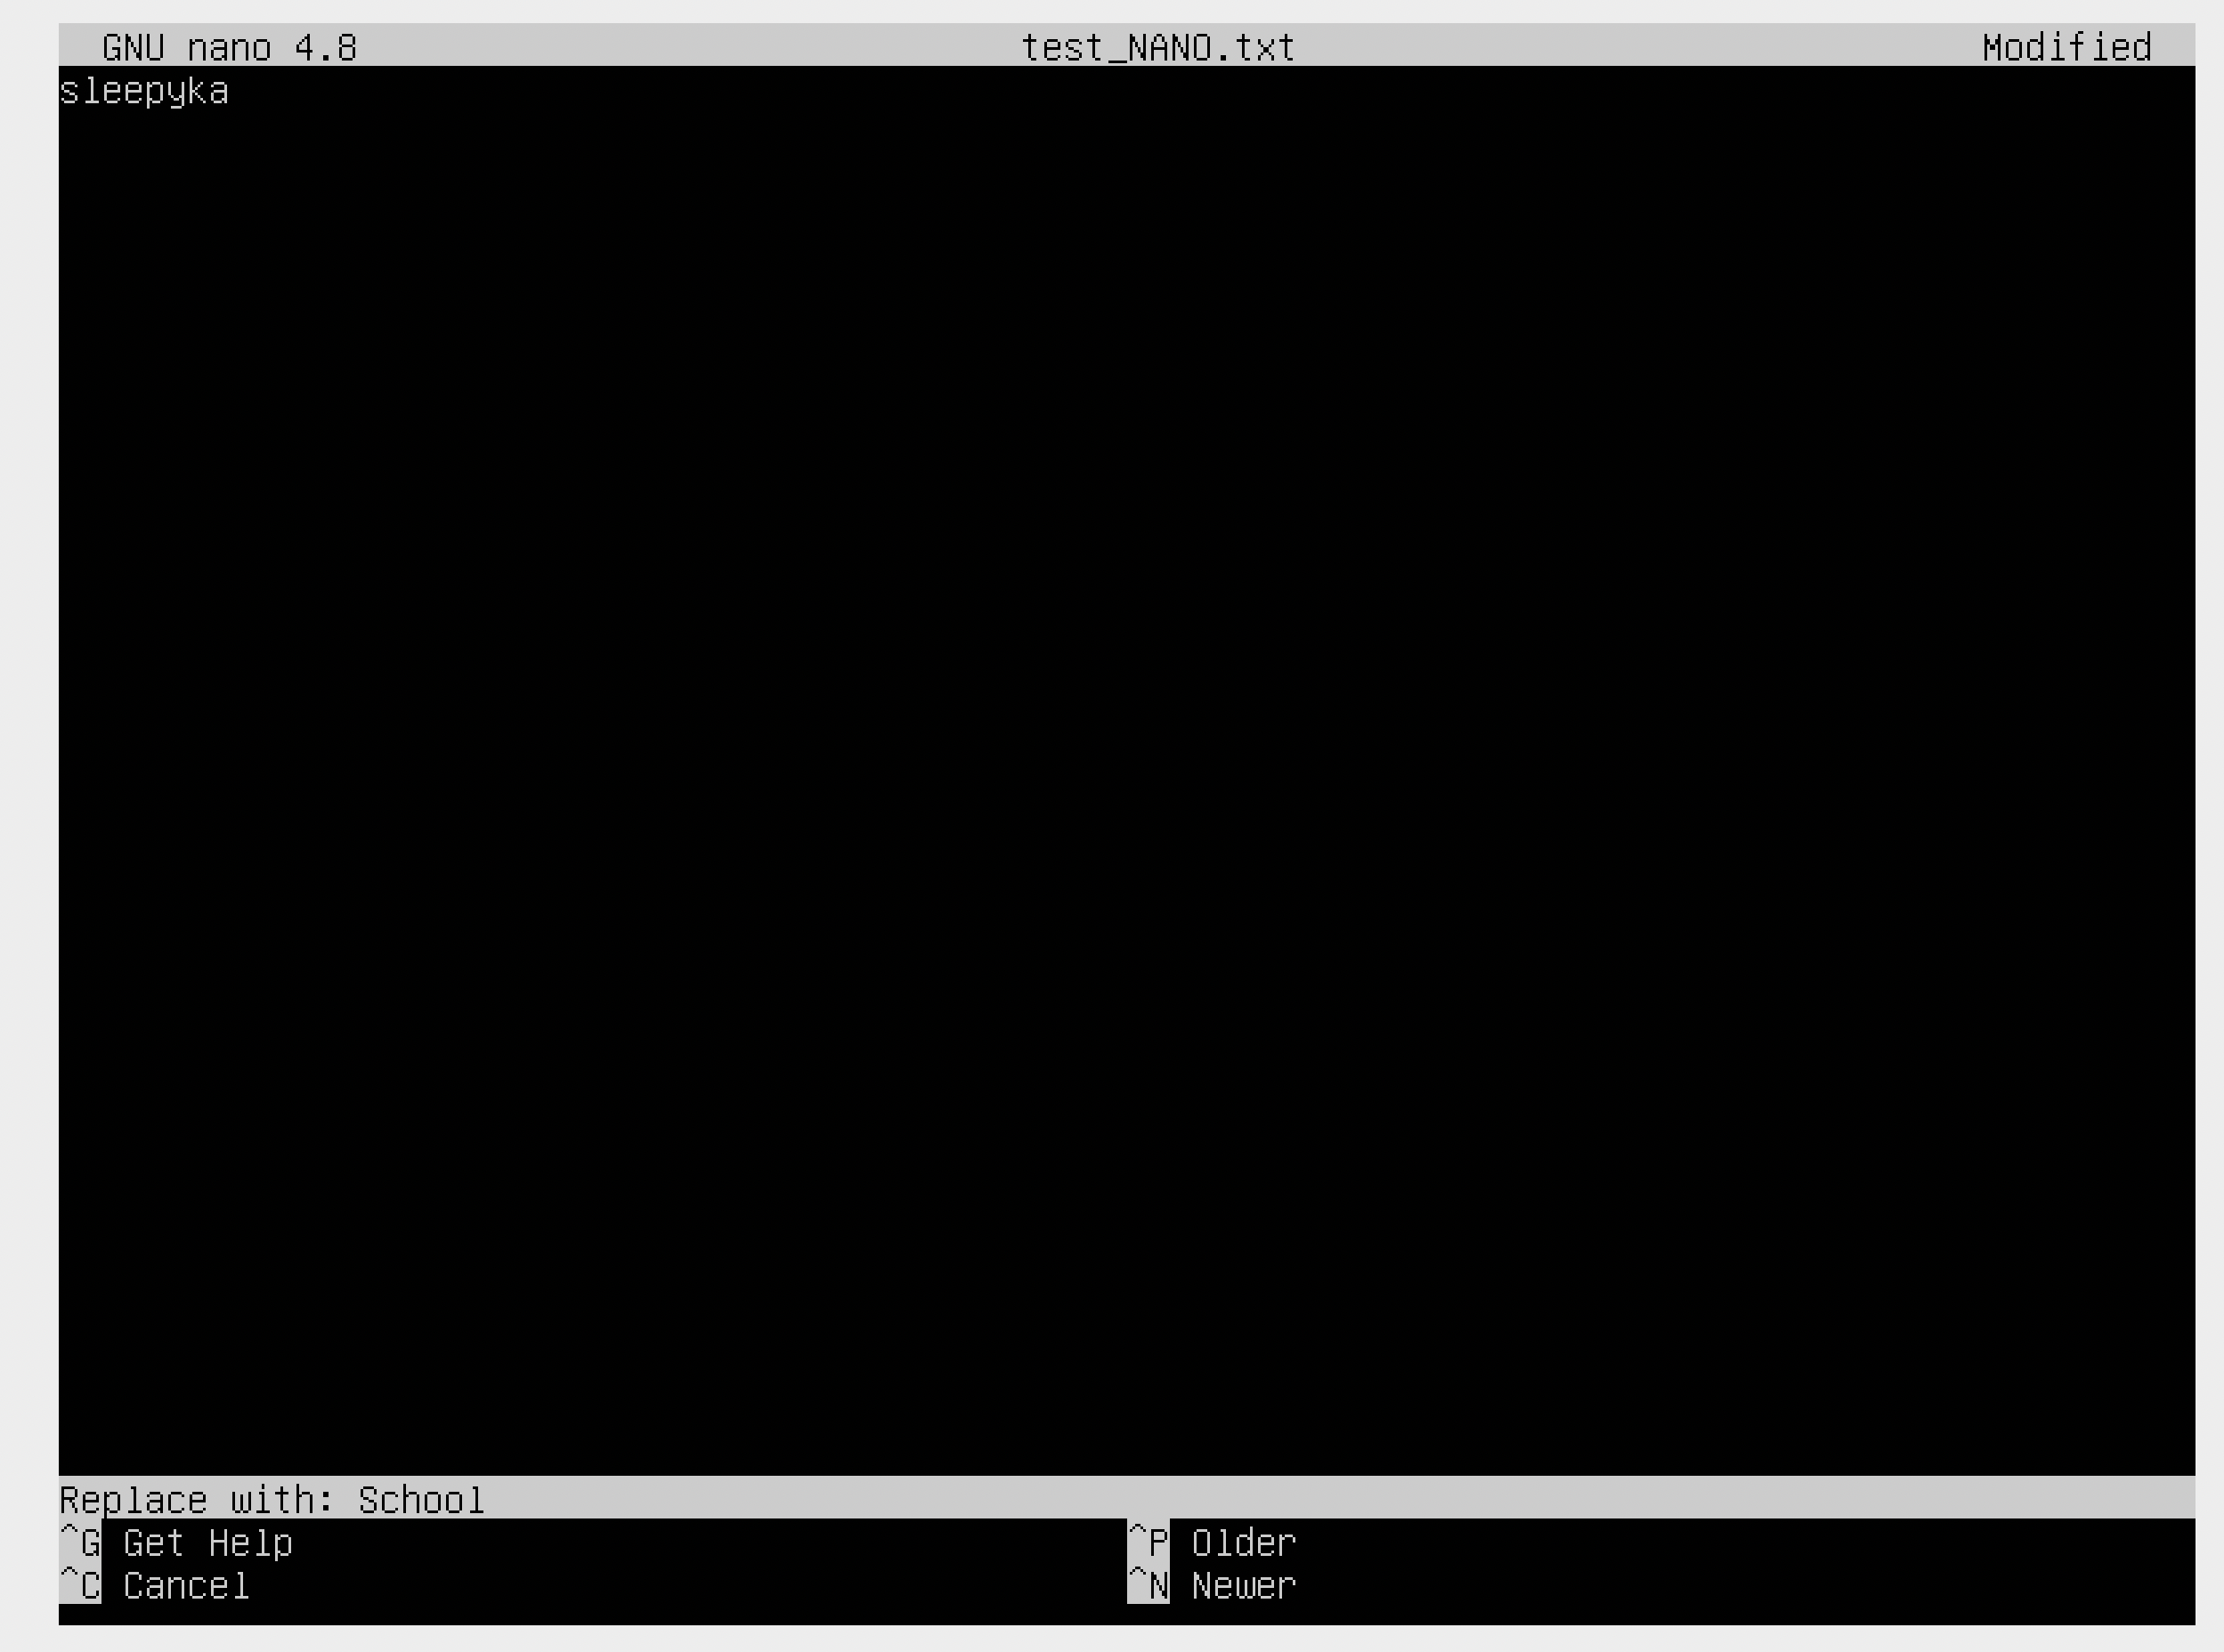 GNU nano 4.8 test_NANO.txt Modified
sleepyka
Replace with: School
^G Get Help ^P Older
^C Cancel ^N Newer